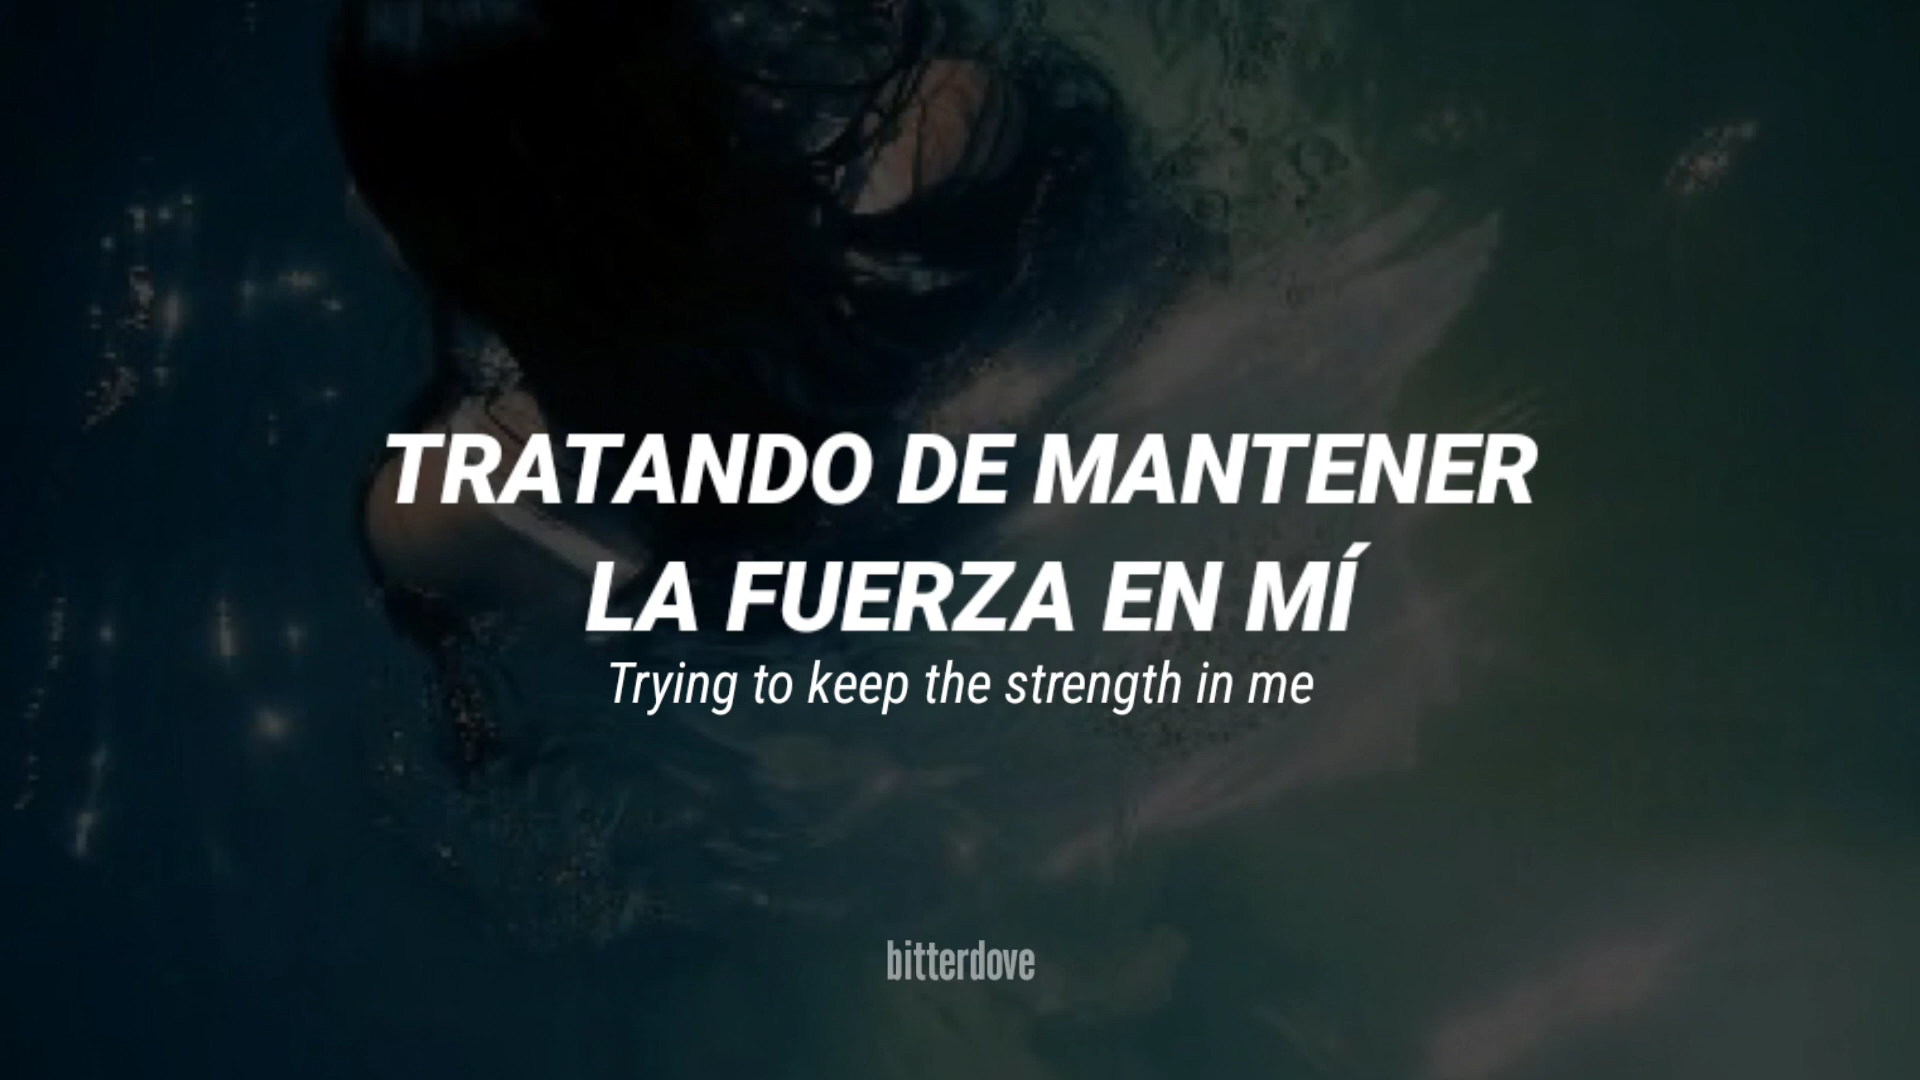 TRATANDO DE MANTENER
LA FUERZA EN MÍ
Trying to keep the strength in me
bitterdove